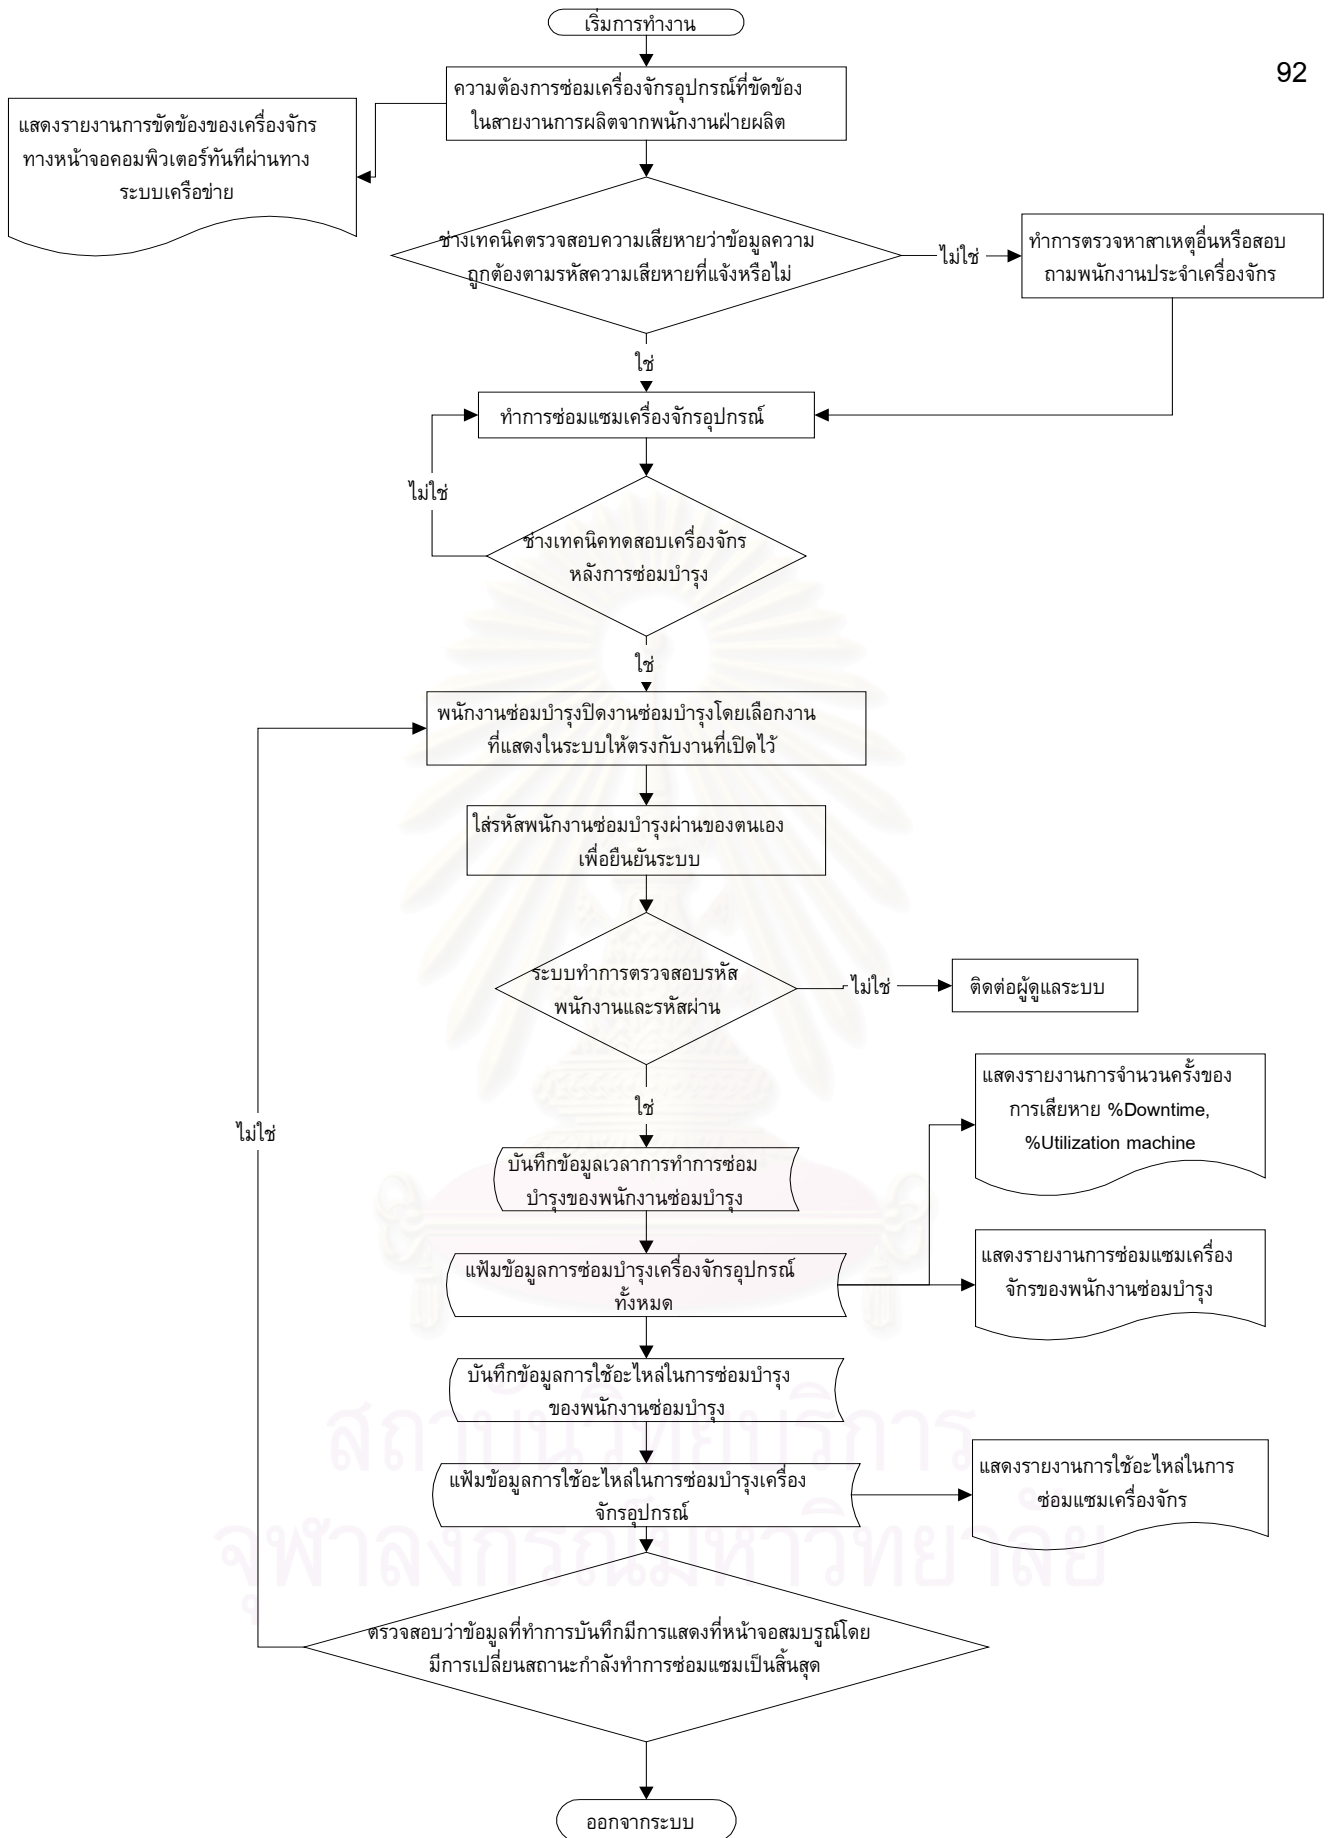 เริ่มการทำงาน
92
ความต้องการซ่อมเครื่องจักรอุปกรณ์ที่ขัดข้อง
ในสายงานการผลิตจากพนักงานฝ่ายผลิต
แสดงรายงานการขัดข้องของเครื่องจักร
ทางหน้าจอคอมพิวเตอร์ทันทีผ่านทาง
ระบบเครือข่าย
ช่างเทคนิคตรวจสอบความเสียหายว่าข้อมูลความ
ถูกต้องตามรหัสความเสียหายที่แจ้งหรือไม่
ไม่ใช่
ทำการตรวจหาสาเหตุอื่นหรือสอบ
ถามพนักงานประจำเครื่องจักร
ใช่
ทำการซ่อมแซมเครื่องจักรอุปกรณ์
ไม่ใช่
ช่างเทคนิคทดสอบเครื่องจักร
หลังการซ่อมบำรุง
ใช่
พนักงานซ่อมบำรุงปิดงานซ่อมบำรุงโดยเลือกงาน
ที่แสดงในระบบให้ตรงกับงานที่เปิดไว้
ใส่รหัสพนักงานซ่อมบำรุงผ่านของตนเอง
เพื่อยืนยันระบบ
ระบบทำการตรวจสอบรหัส
พนักงานและรหัสผ่าน
ไม่ใช่
ติดต่อผู้ดูแลระบบ
ใช่
แสดงรายงานการจำนวนครั้งของ
การเสียหาย %Downtime,
%Utilization machine
ไม่ใช่
บันทึกข้อมูลเวลาการทำการซ่อม
บำรุงของพนักงานซ่อมบำรุง
แฟ้มข้อมูลการซ่อมบำรุงเครื่องจักรอุปกรณ์
ทั้งหมด
แสดงรายงานการซ่อมแซมเครื่อง
จักรของพนักงานซ่อมบำรุง
บันทึกข้อมูลการใช้อะไหล่ในการซ่อมบำรุง
ของพนักงานซ่อมบำรุง
แฟ้มข้อมูลการใช้อะไหล่ในการซ่อมบำรุงเครื่อง
จักรอุปกรณ์
แสดงรายงานการใช้อะไหล่ในการ
ซ่อมแซมเครื่องจักร
สถาบันวิทยบริการ
จุฬาลงกรณ์มหาวิทยาลัย
ตรวจสอบว่าข้อมูลที่ทำการบันทึกมีการแสดงที่หน้าจอสมบรูณ์โดย
มีการเปลี่ยนสถานะกำลังทำการซ่อมแซมเป็นสิ้นสุด
ออกจากระบบ